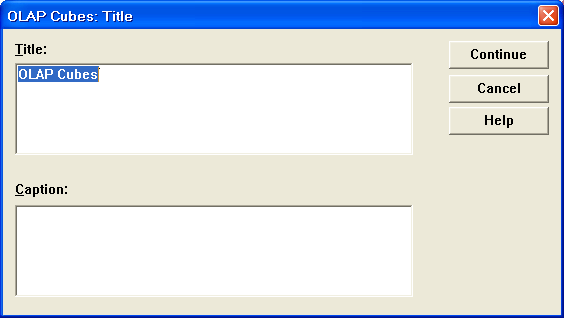 OLAP Cubes: Title
Title:
OLAP Cubes
Continue
Cancel
Help
Caption: